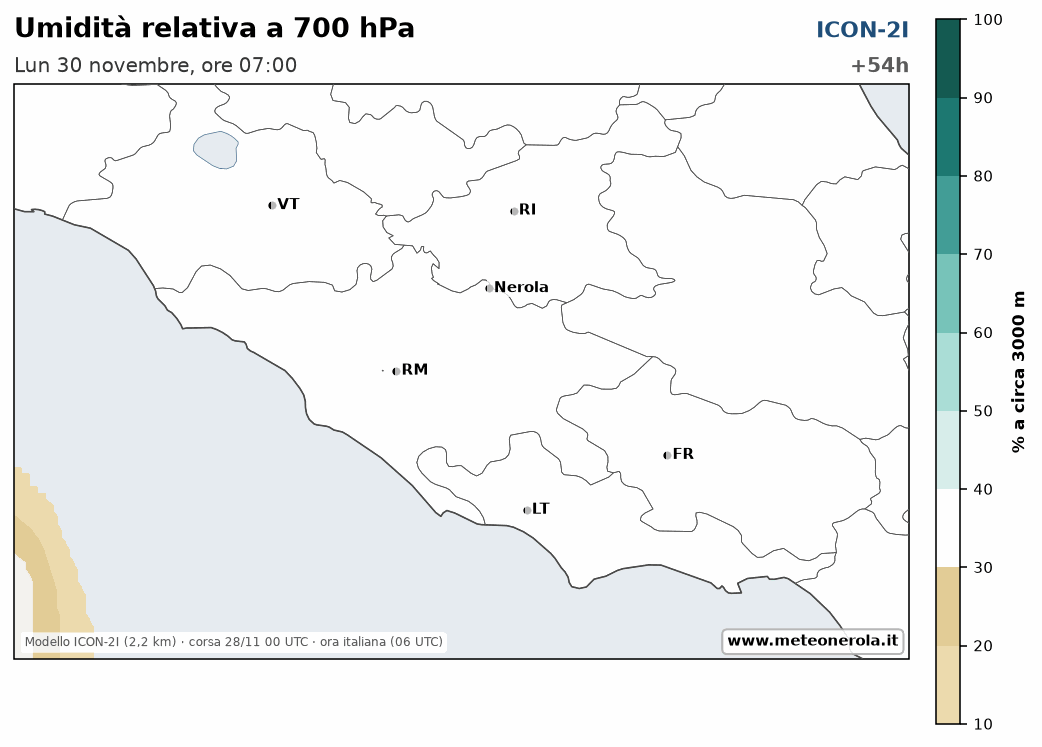 Umidità relativa a 700 hPa
ICON-2I
Lun 30 novembre, ore 07:00
+54h
100
90
80
70
60
50
40
30
20
10
% a circa 3000 m
VT
RI
Nerola
RM
FR
LT
Modello ICON-2I (2,2 km) · corsa 28/11 00 UTC · ora italiana (06 UTC)
www.meteonerola.it